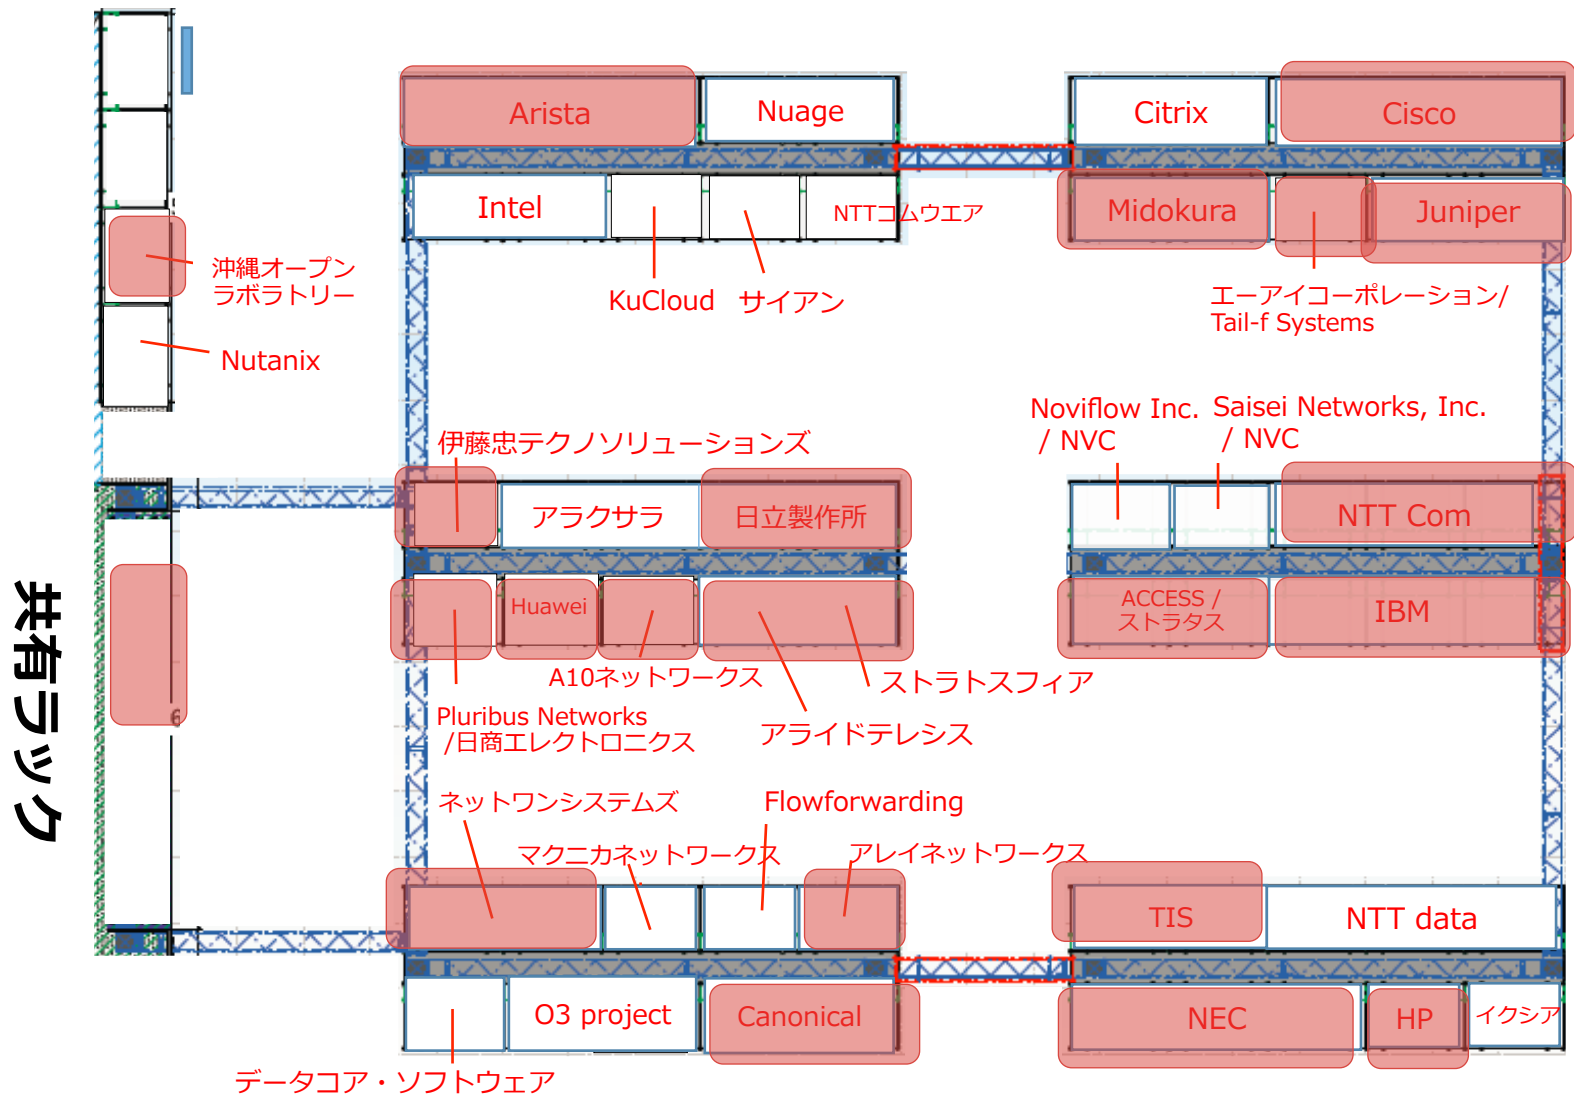 Arista
Nuage
Citrix
Cisco
Intel
NTTコムウエア
Midokura
Juniper
沖縄オープン
ラボラトリー
KuCloud
サイアン
エーアイコーポレーション/
Tail-f Systems
Nutanix
Noviflow Inc.
/ NVC
Saisei Networks, Inc.
/ NVC
伊藤忠テクノソリューションズ
アラクサラ
日立製作所
NTT Com
Huawei
ACCESS /
ストラタス
IBM
A10ネットワークス
ストラトスフィア
Pluribus Networks
/日商エレクトロニクス
アライドテレシス
共有ラック
6
ネットワンシステムズ
Flowforwarding
マクニカネットワークス
アレイネットワークス
TIS
NTT data
O3 project
Canonical
NEC
HP
イクシア
データコア・ソフトウェア